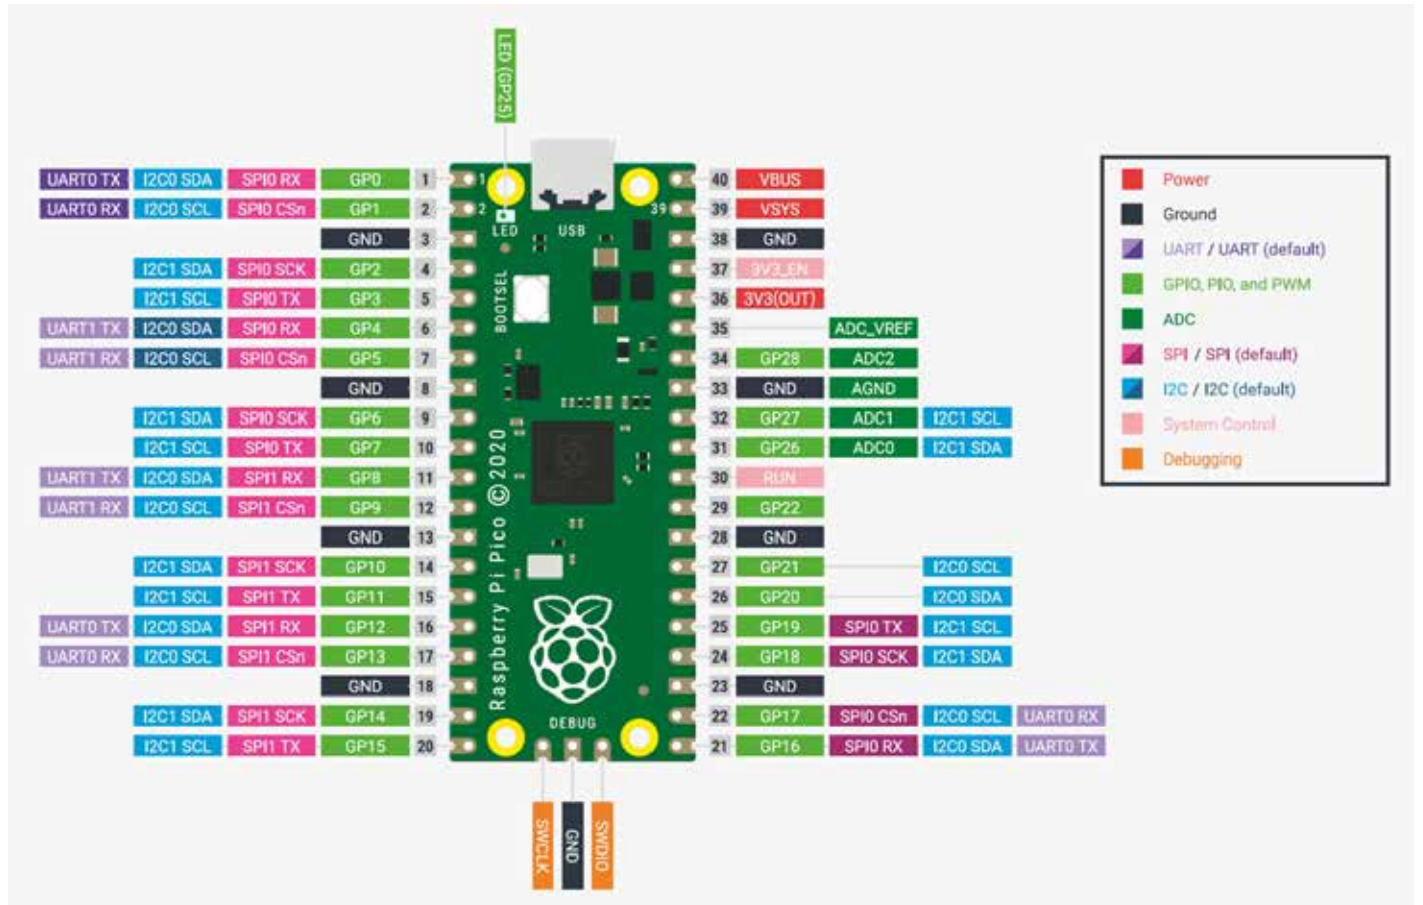 LED (GP25)
UART0 TX I2C0 SDA SPI0 RX GP0 1 1 40 VBUS
UART0 RX I2C0 SCL SPI0 CSn GP1 2 2 LED USB 39 39 VSYS
GND 3 38 GND
I2C1 SDA SPI0 SCK GP2 4 37 3V3_EN
I2C1 SCL SPI0 TX GP3 5 BOOTSEL 36 3V3(OUT)
UART1 TX I2C0 SDA SPI0 RX GP4 6 35 ADC_VREF
UART1 RX I2C0 SCL SPI0 CSn GP5 7 34 GP28 ADC2
GND 8 33 GND AGND
I2C1 SDA SPI0 SCK GP6 9 32 GP27 ADC1 I2C1 SCL
I2C1 SCL SPI0 TX GP7 10 31 GP26 ADC0 I2C1 SDA
UART1 TX I2C0 SDA SPI1 RX GP8 11 30 RUN
UART1 RX I2C0 SCL SPI1 CSn GP9 12 29 GP22
GND 13 28 GND
I2C1 SDA SPI1 SCK GP10 14 27 GP21 I2C0 SCL
I2C1 SCL SPI1 TX GP11 15 26 GP20 I2C0 SDA
UART0 TX I2C0 SDA SPI1 RX GP12 16 25 GP19 SPI0 TX I2C1 SCL
UART0 RX I2C0 SCL SPI1 CSn GP13 17 24 GP18 SPI0 SCK I2C1 SDA
GND 18 23 GND
I2C1 SDA SPI1 SCK GP14 19 22 GP17 SPI0 CSn I2C0 SCL UART0 RX
I2C1 SCL SPI1 TX GP15 20 21 GP16 SPI0 RX I2C0 SDA UART0 TX
Raspberry Pi Pico ©2020
DEBUG
SWCLK
GND
SWDIO
Power
Ground
UART / UART (default)
GPIO, PIO, and PWM
ADC
SPI / SPI (default)
I2C / I2C (default)
System Control
Debugging